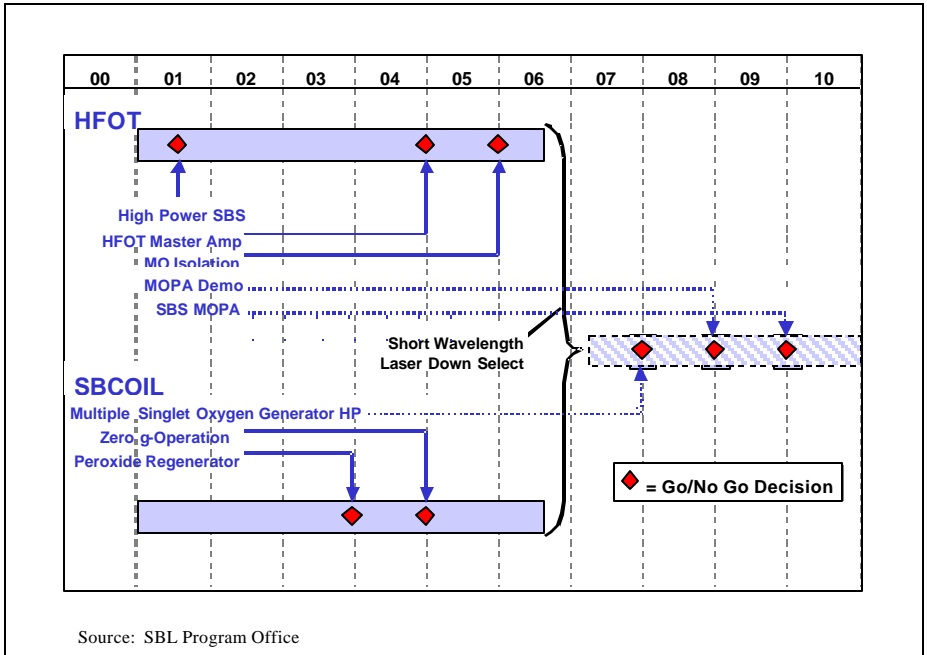 00 01 02 03 04 05 06 07 08 09 10
HFOT
High Power SBS
HFOT Master Amp
MO Isolation
MOPA Demo
SBS MOPA
Short Wavelength
Laser Down Select
SBCOIL
Multiple Singlet Oxygen Generator HP
Zero g-Operation
Peroxide Regenerator
= Go/No Go Decision
Source: SBL Program Office